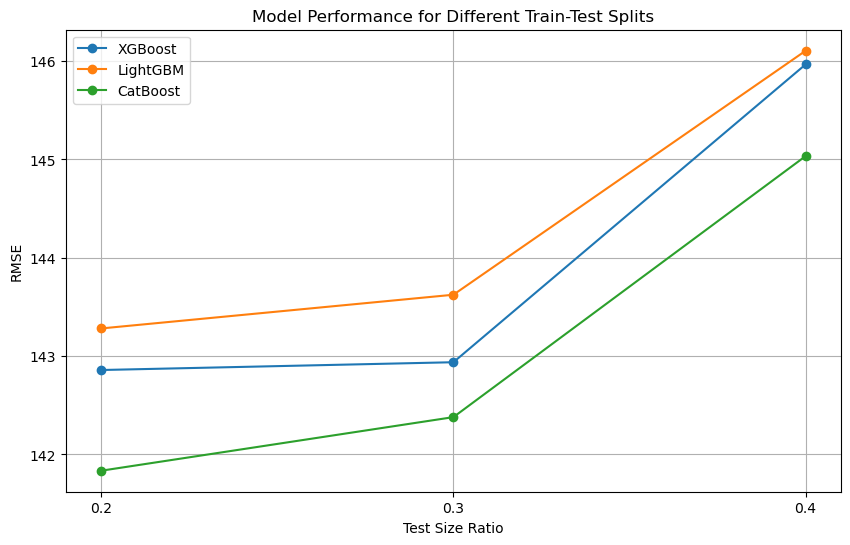 Model Performance for Different Train-Test Splits
XGBoost
LightGBM
CatBoost
146
145
144
143
142
RMSE
0.2
0.3
0.4
Test Size Ratio